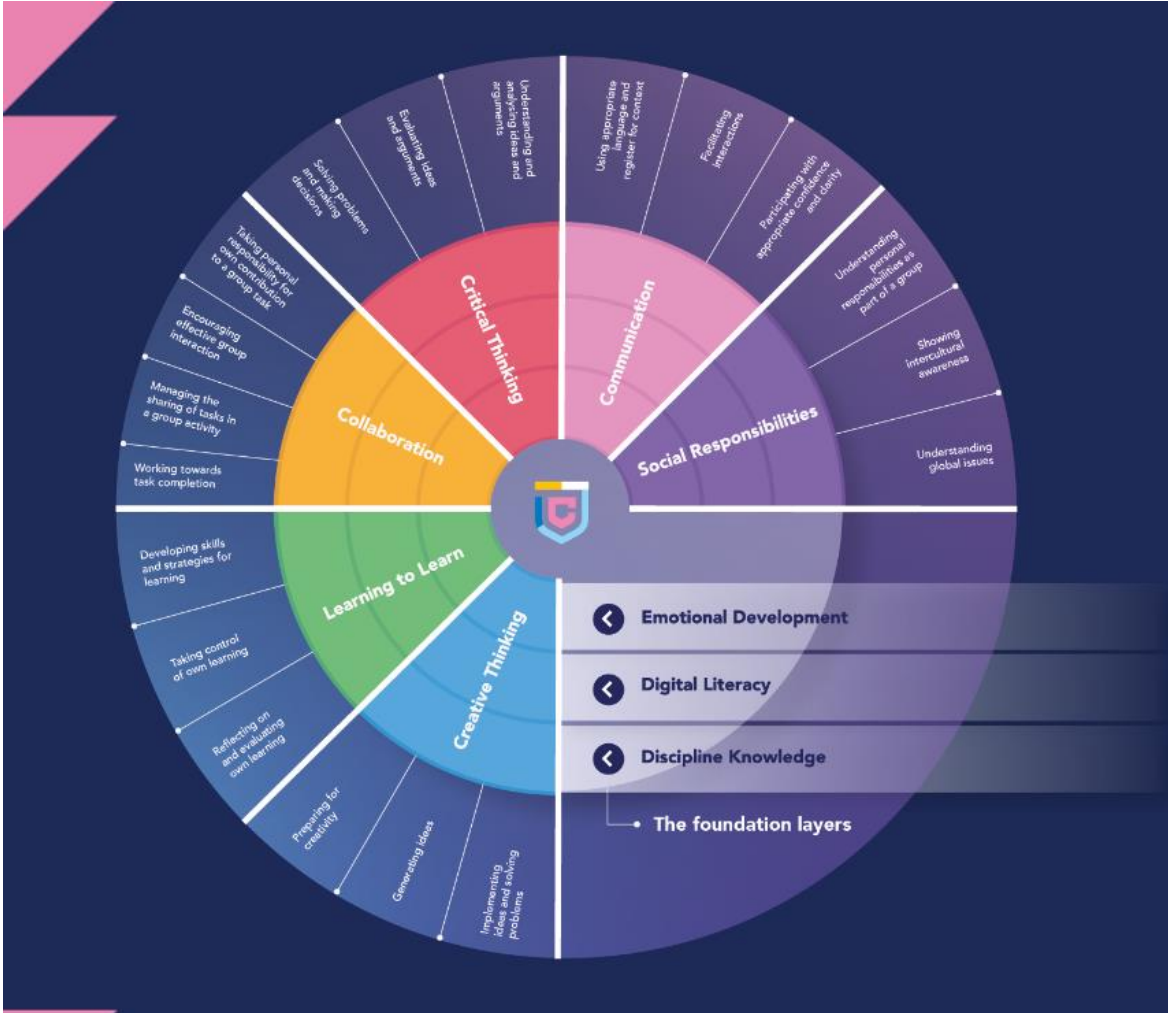 Understanding and
analysing ideas and
arguments
Evaluating ideas
and arguments
Solving problems
and making
decisions
Critical Thinking
Using appropriate
language and
register for context
Facilitating
interactions
Participating with
appropriate confidence
and clarity
Communication
Understanding
personal
responsibilities as
part of a group
Showing
intercultural
awareness
Understanding
global issues
Social Responsibilities
Taking personal
responsibility for
own contribution
to a group task
Encouraging
effective group
interaction
Managing the
sharing of tasks in
a group activity
Working towards
task completion
Collaboration
Developing skills
and strategies for
learning
Taking control
of own learning
Reflecting on
and evaluating
own learning
Learning to Learn
Preparing for
creativity
Generating ideas
Implementing
ideas and solving
problems
Creative Thinking
Emotional Development
Digital Literacy
Discipline Knowledge
The foundation layers